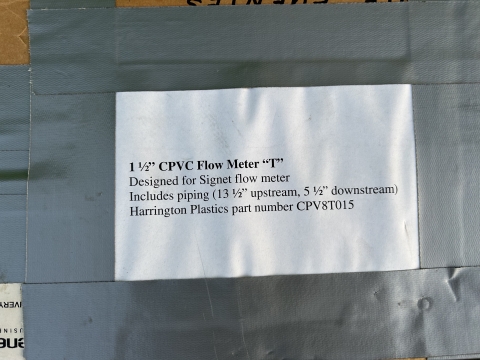 1 ½” CPVC Flow Meter “T”
Designed for Signet flow meter
Includes piping (13 ½” upstream, 5 ½” downstream)
Harrington Plastics part number CPV8T015